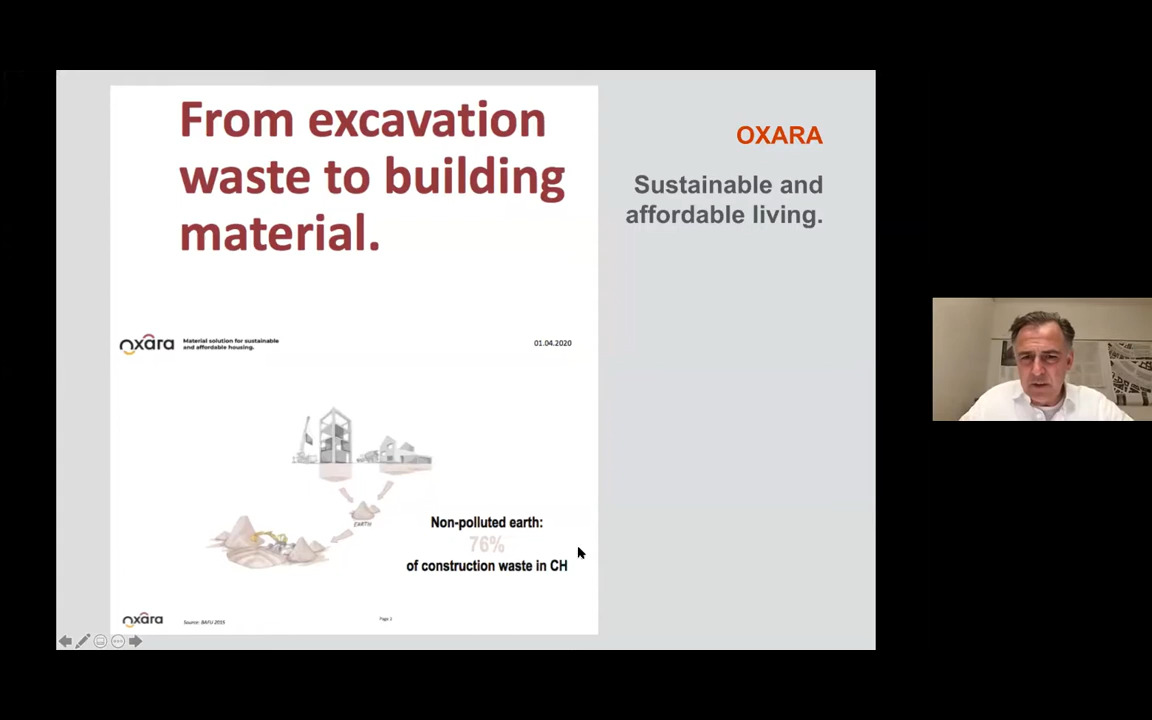 From excavation
waste to building
material.
OXARA
Sustainable and
affordable living.
oxara
Material solution for sustainable
and affordable housing.
01.04.2020
EARTH
Non-polluted earth:
76%
of construction waste in CH
oxara
Source: BAFU 2015
Page 2